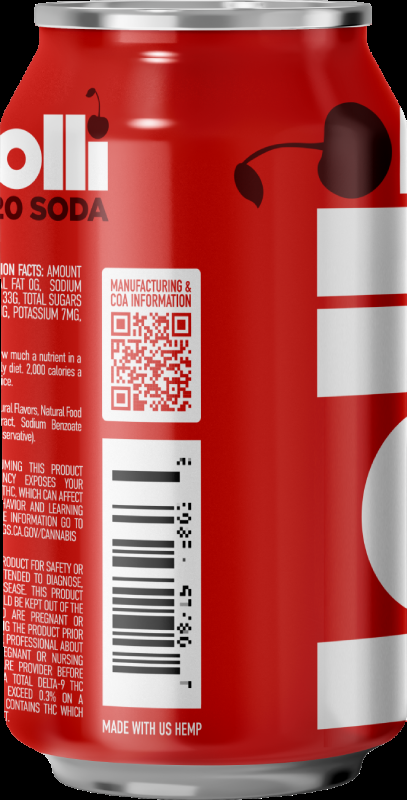 olli
20 SODA
ION FACTS: AMOUNT
FAT 0G, SODIUM
33G, TOTAL SUGARS
G, POTASSIUM 7MG,
w much a nutrient in a
ly diet. 2,000 calories a
ice.
ural Flavors, Natural Food
ract, Sodium Benzoate
servative).
UMING THIS PRODUCT
NCY EXPOSES YOUR
THC, WHICH CAN AFFECT
HAVIOR AND LEARNING
E INFORMATION GO TO
GS.CA.GOV/CANNABIS
PRODUCT FOR SAFETY OR
TENDED TO DIAGNOSE,
SEASE. THIS PRODUCT
LD BE KEPT OUT OF THE
ARE PREGNANT OR
NG THE PRODUCT PRIOR
PROFESSIONAL ABOUT
EGNANT OR NURSING
RE PROVIDER BEFORE
A TOTAL DELTA-9 THC
EXCEED 0.3% ON A
CONTAINS THC WHICH
T.
MANUFACTURING &
COA INFORMATION
MADE WITH US HEMP